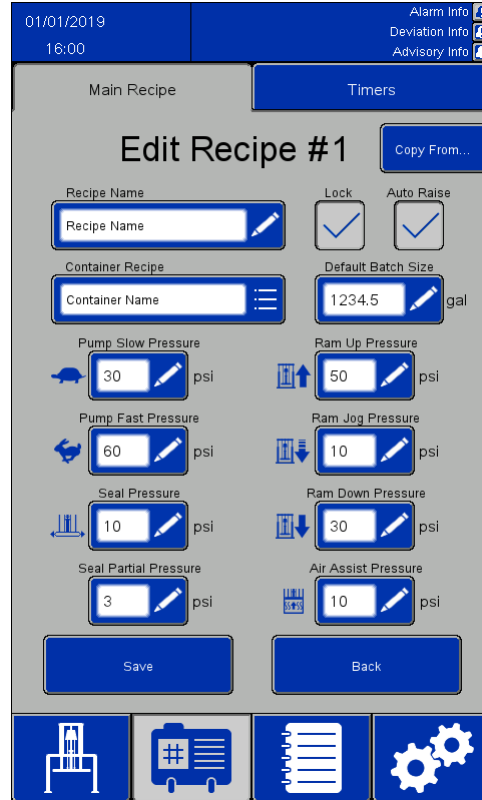 01/01/2019
16:00
Alarm Info
Deviation Info
Advisory Info
Main Recipe
Timers
Edit Recipe #1
Copy From...
Recipe Name
Lock
Auto Raise
Recipe Name
Container Recipe
Default Batch Size
Container Name
1234.5
gal
Pump Slow Pressure
Ram Up Pressure
30
psi
50
psi
Pump Fast Pressure
Ram Jog Pressure
60
psi
10
psi
Seal Pressure
Ram Down Pressure
10
psi
30
psi
Seal Partial Pressure
Air Assist Pressure
3
psi
10
psi
Save
Back
#